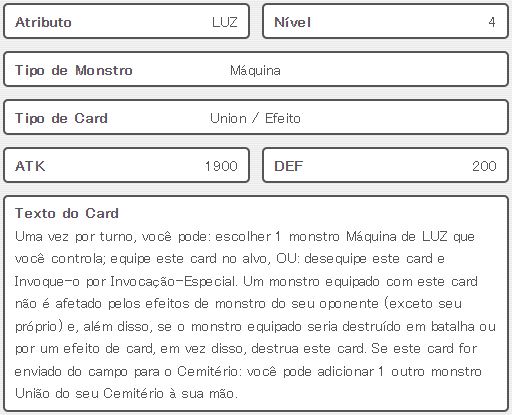 Atributo LUZ Nível 4
Tipo de Monstro Máquina
Tipo de Card Union / Efeito
ATK 1900 DEF 200
Texto do Card
Uma vez por turno, você pode: escolher 1 monstro Máquina de LUZ que
você controla; equipe este card no alvo, OU: desequipe este card e
Invoque-o por Invocação-Especial. Um monstro equipado com este card
não é afetado pelos efeitos de monstro do seu oponente (exceto seu
próprio) e, além disso, se o monstro equipado seria destruído em batalha ou
por um efeito de card, em vez disso, destrua este card. Se este card for
enviado do campo para o Cemitério: você pode adicionar 1 outro monstro
União do seu Cemitério à sua mão.